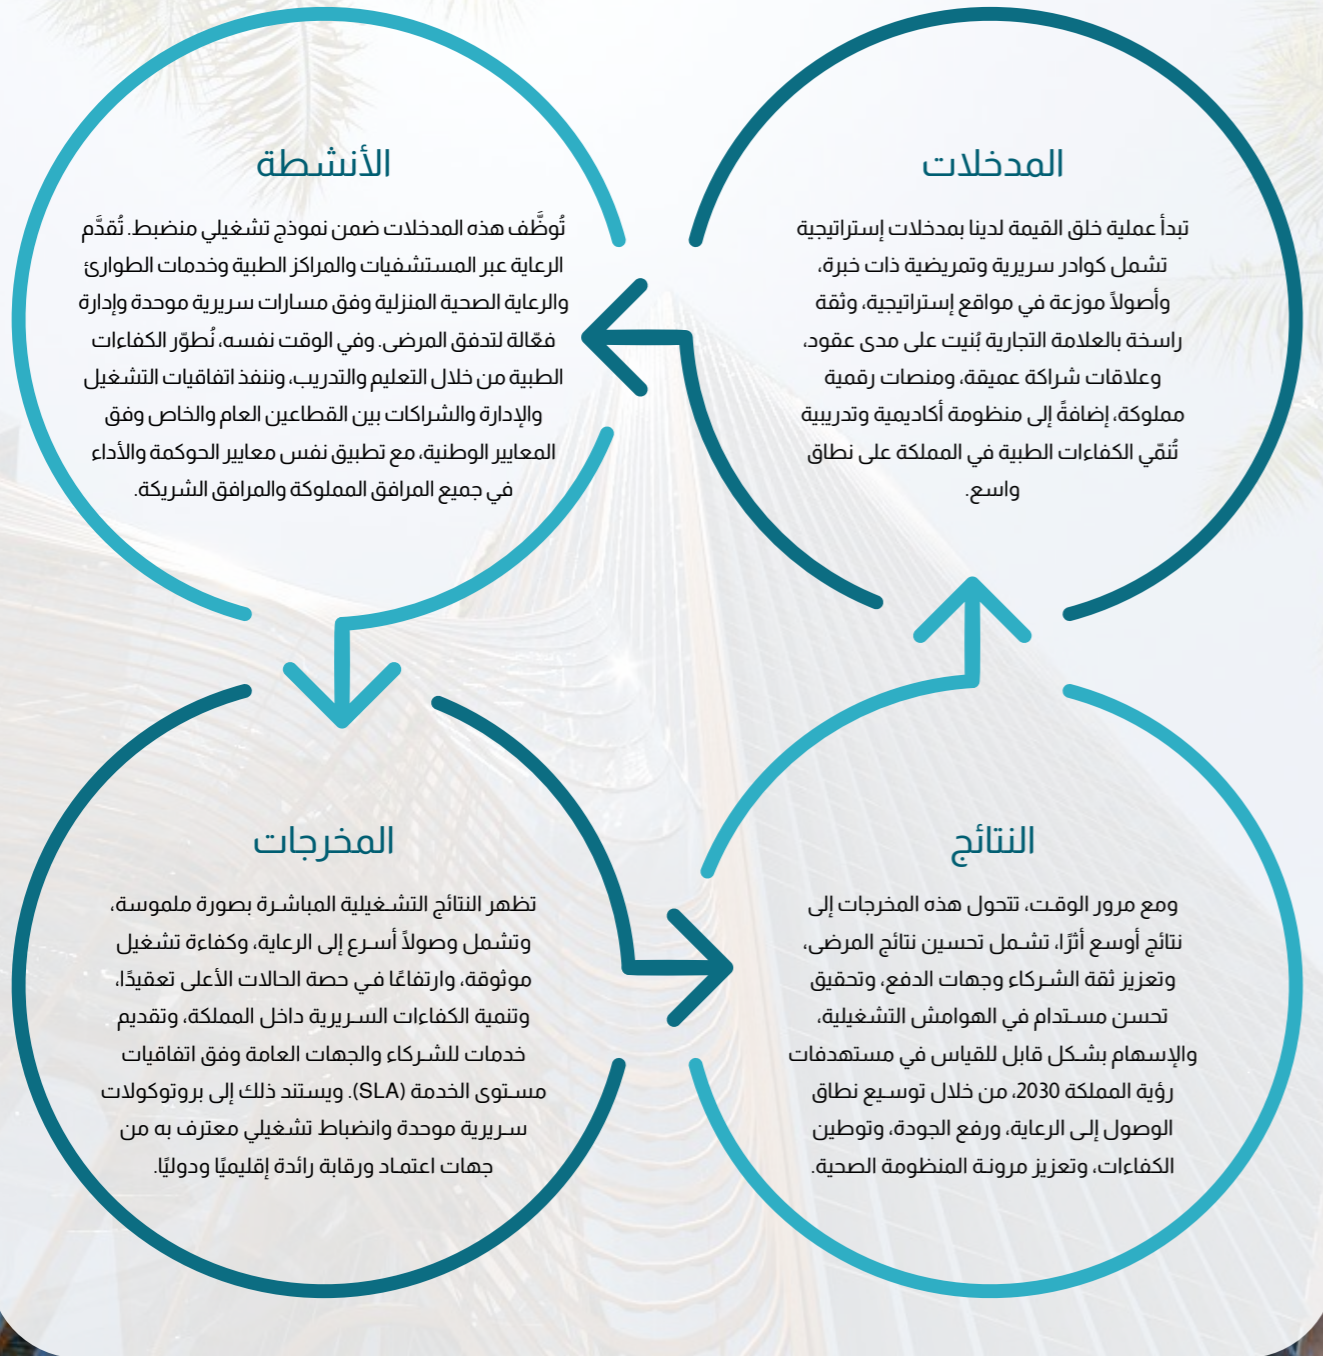 المدخلات
تبدأ عملية خلق القيمة لدينا بمدخلات إستراتيجية
تشمل كوادر سريرية وتمريضية ذات خبرة،
وأصولًا موزعة في مواقع إستراتيجية، وثقة
راسخة بالعلامة التجارية بُنيت على مدى عقود،
وعلاقات شراكة عميقة، ومنصات رقمية
مملوكة، إضافةً إلى منظومة أكاديمية وتدريبية
تُنمّي الكفاءات الطبية في المملكة على نطاق
واسع.
الأنشطة
تُوظَّف هذه المدخلات ضمن نموذج تشغيلي منضبط. تُقدَّم
الرعاية عبر المستشفيات والمراكز الطبية وخدمات الطوارئ
والرعاية الصحية المنزلية وفق مسارات سريرية موحدة وإدارة
فعّالة لتدفق المرضى. وفي الوقت نفسه، نُطوّر الكفاءات
الطبية من خلال التعليم والتدريب، وننفذ اتفاقيات التشغيل
والإدارة والشراكات بين القطاعين العام والخاص وفق
المعايير الوطنية، مع تطبيق نفس معايير الحوكمة والأداء
في جميع المرافق المملوكة والمرافق الشريكة.
المخرجات
تظهر النتائج التشغيلية المباشرة بصورة ملموسة،
وتشمل وصولًا أسرع إلى الرعاية، وكفاءة تشغيل
موثوقة، وارتفاعًا في حصة الحالات الأعلى تعقيدًا،
وتنمية الكفاءات السريرية داخل المملكة، وتقديم
خدمات للشركاء والجهات العامة وفق اتفاقيات
مستوى الخدمة (SLA). ويستند ذلك إلى بروتوكولات
سريرية موحدة وانضباط تشغيلي معترف به من
جهات اعتماد ورقابة رائدة إقليميًا ودوليًا.
النتائج
ومع مرور الوقت، تتحول هذه المخرجات إلى
نتائج أوسع أثرًا، تشمل تحسين نتائج المرضى،
وتعزيز ثقة الشركاء وجهات الدفع، وتحقيق
تحسن مستدام في الهوامش التشغيلية،
والإسهام بشكل قابل للقياس في مستهدفات
رؤية المملكة 2030، من خلال توسيع نطاق
الوصول إلى الرعاية، ورفع الجودة، وتوطين
الكفاءات، وتعزيز مرونة المنظومة الصحية.